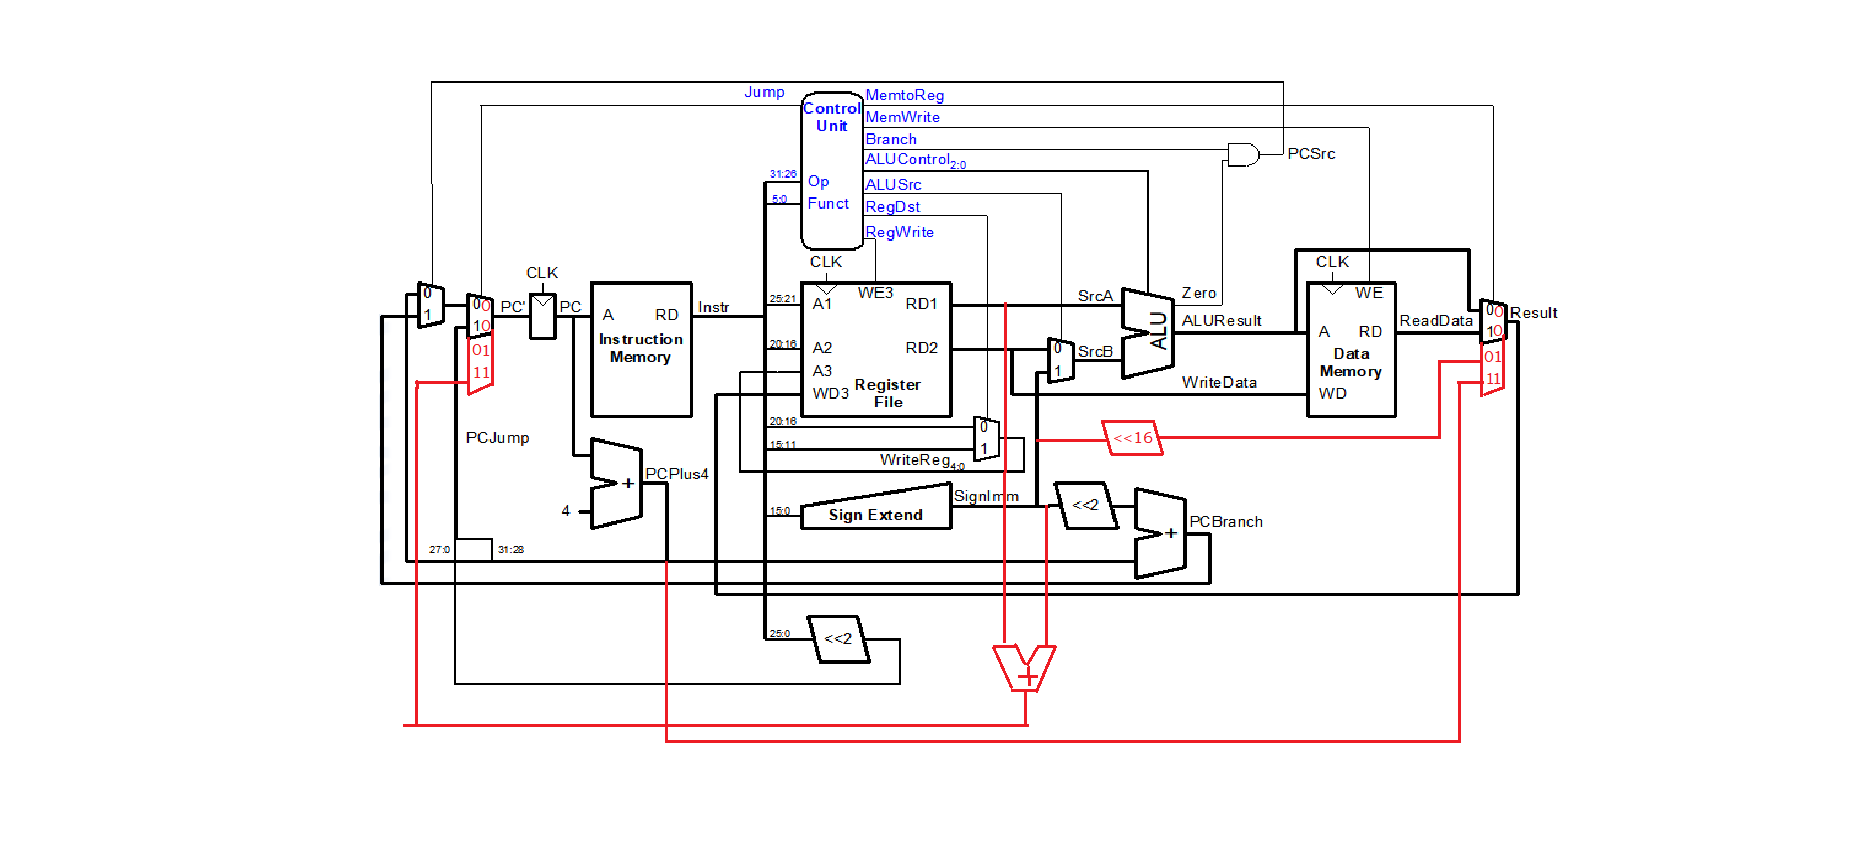 Jump
Control
Unit
MemtoReg
MemWrite
Branch
ALUControl2:0
ALUSrc
RegDst
RegWrite
PCSrc
31:26
Op
5:0
Funct
CLK
CLK
CLK
0
1
00
10
01
11
PC'
PC
A
RD
Instruction
Memory
Instr
25:21
A1
WE3
RD1
20:16
A2
RD2
A3
WD3
Register
File
SrcA
0
1
SrcB
ALU
Zero
ALUResult
WE
A
RD
Data
Memory
WD
WriteData
ReadData
00
10
01
11
Result
20:16
15:11
0
1
WriteReg4:0
<<16
PCJump
PCPlus4
+
4
15:0
Sign Extend
SignImm
<<2
+
PCBranch
27:0
31:28
25:0
<<2
+